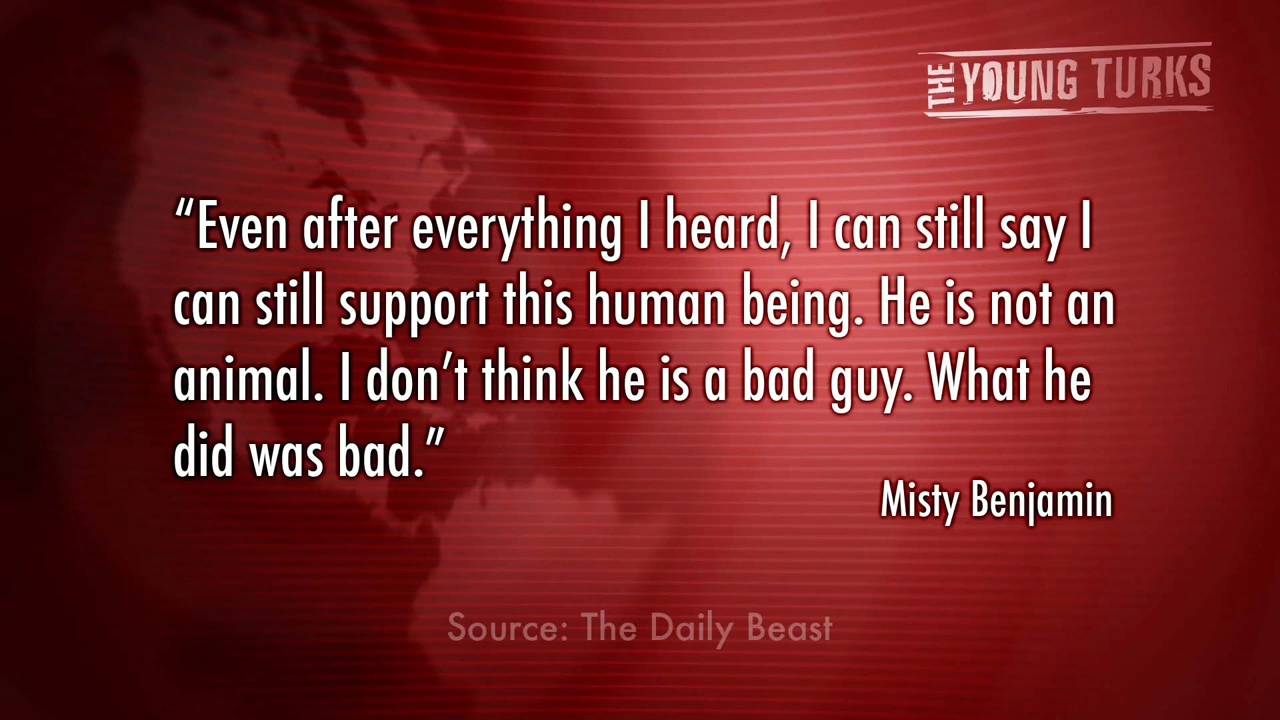 THE YOUNG TURKS
“Even after everything I heard, I can still say I
can still support this human being. He is not an
animal. I don’t think he is a bad guy. What he
did was bad.”
Misty Benjamin
Source: The Daily Beast